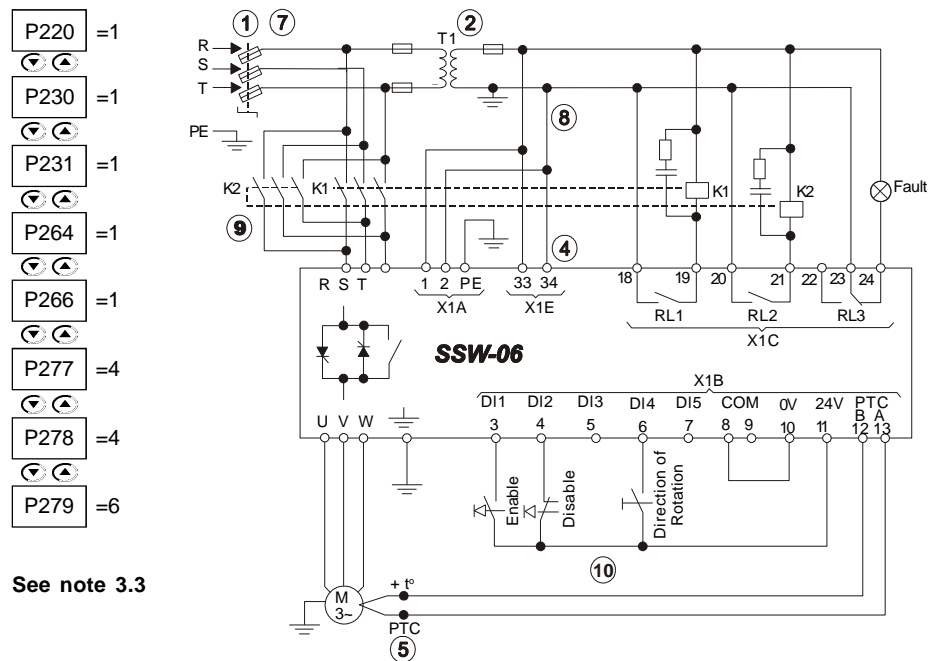 P220 =1
P230 =1
P231 =1
P264 =1
P266 =1
P277 =4
P278 =4
P279 =6
See note 3.3
1 7 2
T1
R
S
T
8
PE
K2 K1 K1 K2 Fault
9
4
R S T 1 2 PE 33 34 18 19 20 21 22 23 24
X1A X1E RL1 RL2 RL3
X1C
SSW-06
X1B
DI1 DI2 DI3 DI4 DI5 COM 0V 24V PTC
B A
U V W 3 4 5 6 7 8 9 10 11 12 13
Enable
Disable
Direction of
Rotation
10
+ tº
M
3~
PTC
5